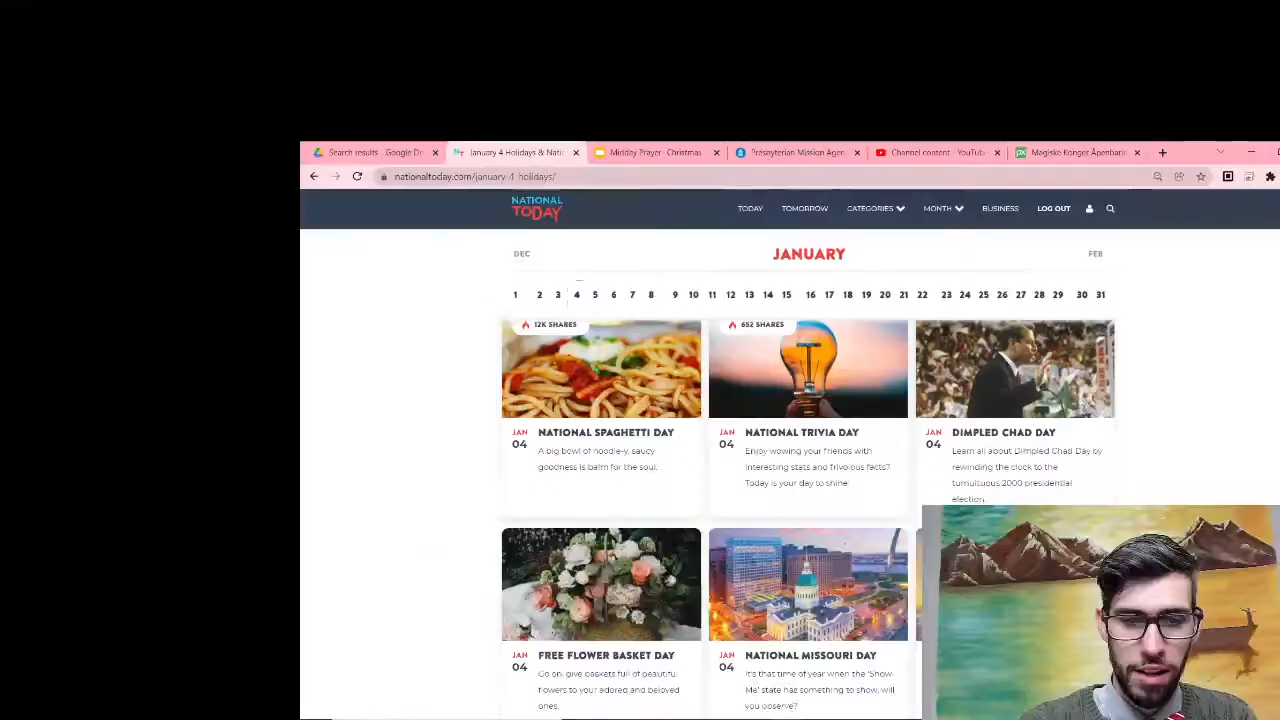 Search results - Google Dri
January 4 Holidays & Natio
Midday Prayer - Christmas
Presbyterian Mission Agen
Channel content - YouTub
Magiske Konger Åpenbarin
nationaltoday.com/january-4-holidays/
NATIONAL
TODAY
TODAY TOMORROW CATEGORIES MONTH BUSINESS LOG OUT
DEC JANUARY FEB
1 2 3 4 5 6 7 8 9 10 11 12 13 14 15 16 17 18 19 20 21 22 23 24 25 26 27 28 29 30 31
12K SHARES
652 SHARES
JAN
04
NATIONAL SPAGHETTI DAY
A big bowl of noodle-y, saucy
goodness is balm for the soul.
JAN
04
NATIONAL TRIVIA DAY
Enjoy wowing your friends with
interesting stats and frivolous facts?
Today is your day to shine!
JAN
04
DIMPLED CHAD DAY
Learn all about Dimpled Chad Day by
rewinding the clock to the
tumultuous 2000 presidential
election.
JAN
04
FREE FLOWER BASKET DAY
Go on, give baskets full of beautiful
flowers to your adored and beloved
ones.
JAN
04
NATIONAL MISSOURI DAY
It's that time of year when the 'Show-
Me' state has something to show, will
you observe?